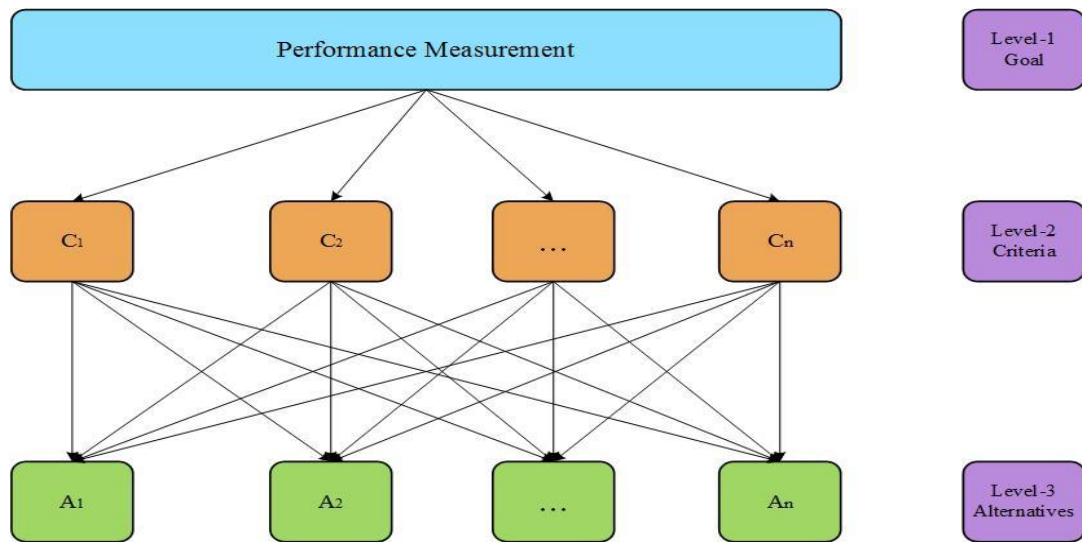 Performance Measurement
Level-1
Goal
C₁
C₂
...
Cₙ
Level-2
Criteria
A₁
A₂
...
Aₙ
Level-3
Alternatives